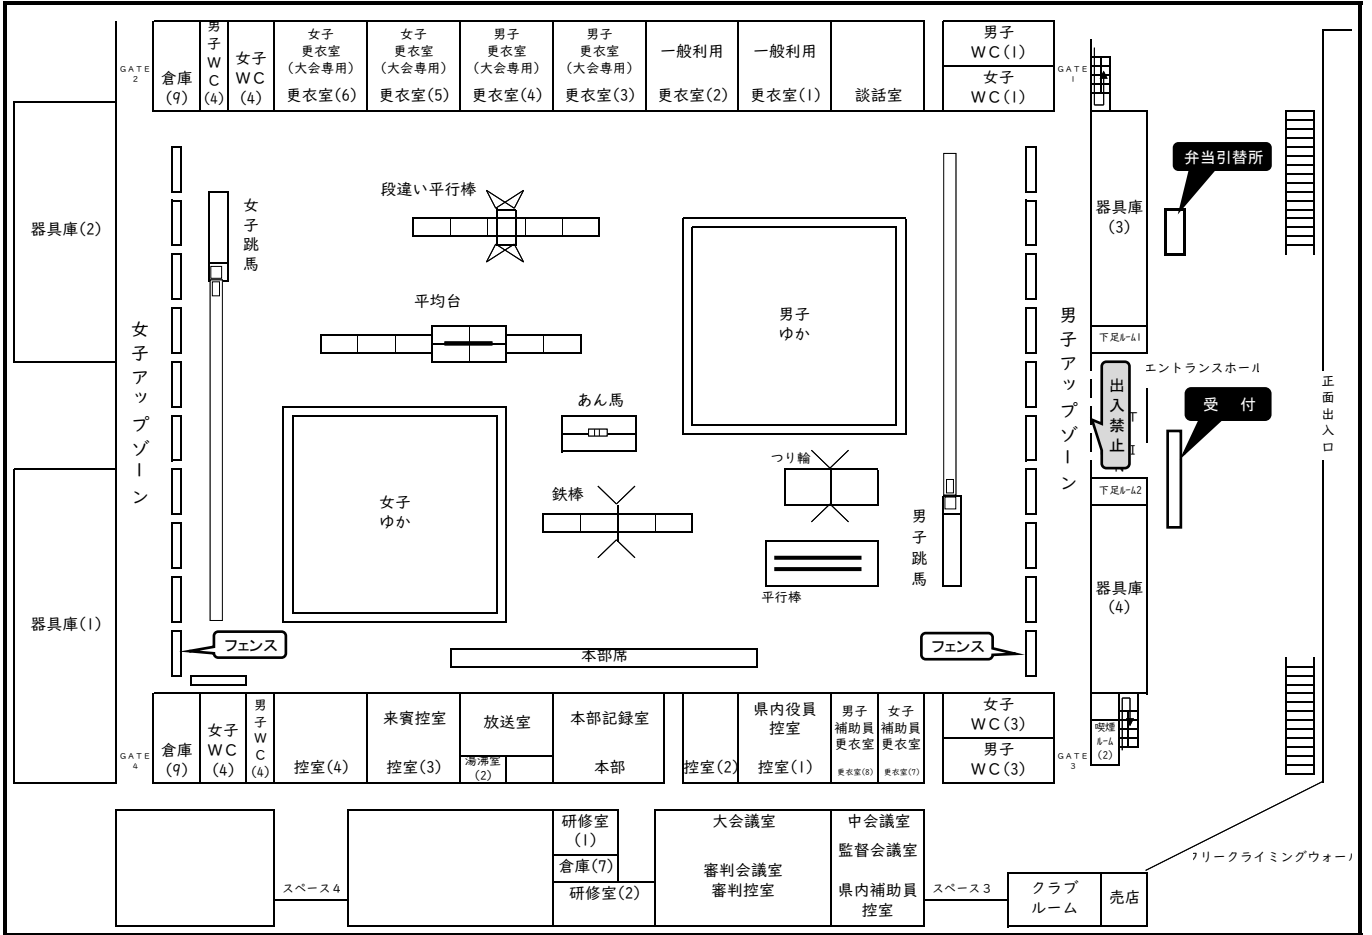 GATE
2
倉庫
(9)
男
子
W
C
(4)
女子
WC
(4)
女子
更衣室
(大会専用)
更衣室(6)
女子
更衣室
(大会専用)
更衣室(5)
男子
更衣室
(大会専用)
更衣室(4)
男子
更衣室
(大会専用)
更衣室(3)
一般利用
更衣室(2)
一般利用
更衣室(1)
談話室
男子
WC(1)
女子
WC(1)
GATE
1
器具庫(2)
女子跳馬
段違い平行棒
平均台
男子
ゆか
器具庫
(3)
弁当引替所
女子アップゾーン
男子アップゾーン
下足ルーム1
エントランスホール
出入禁止
T
I
受 付
正面出入口
あん馬
つり輪
下足ルーム2
鉄棒
女子
ゆか
男子跳馬
平行棒
器具庫
(4)
器具庫(1)
フェンス
本部席
フェンス
GATE
4
倉庫
(9)
女子
WC
(4)
男
子
W
C
(4)
控室(4)
来賓控室
控室(3)
放送室
湯沸室
(2)
本部記録室
本部
控室(2)
県内役員
控室
控室(1)
男子
補助員
更衣室
更衣室(8)
女子
補助員
更衣室
更衣室(7)
女子
WC(3)
男子
WC(3)
GATE
3
喫煙
ルーム
(2)
スペース4
研修室
(1)
倉庫(7)
研修室(2)
大会議室
審判会議室
審判控室
中会議室
監督会議室
県内補助員
控室
スペース3
クラブ
ルーム
売店
フリークライミングウォール